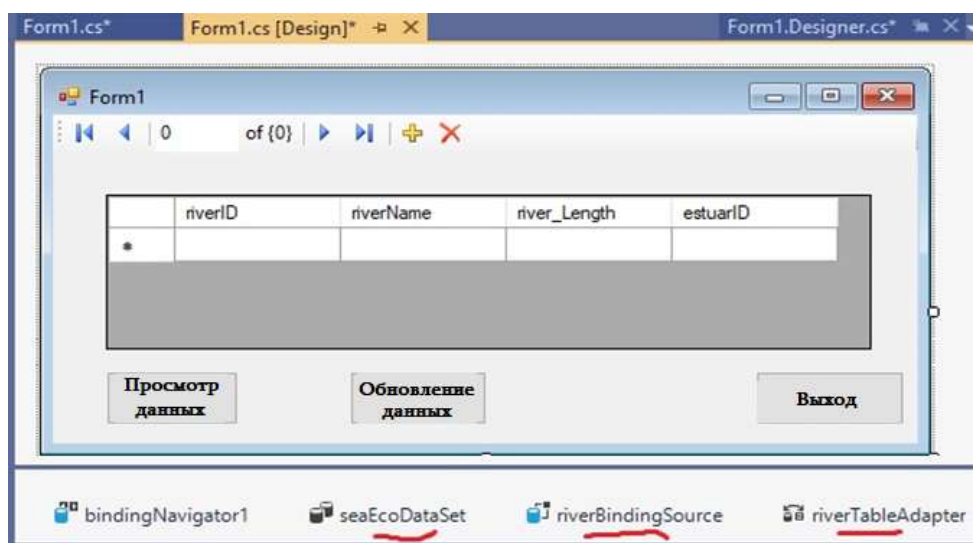 Form1.cs*
Form1.cs [Design]*
Form1.Designer.cs*
Form1
0 of {0}
riverID riverName river_Length estuarID
Просмотр данных
Обновление данных
Выход
bindingNavigator1 seaEcoDataSet riverBindingSource riverTableAdapter